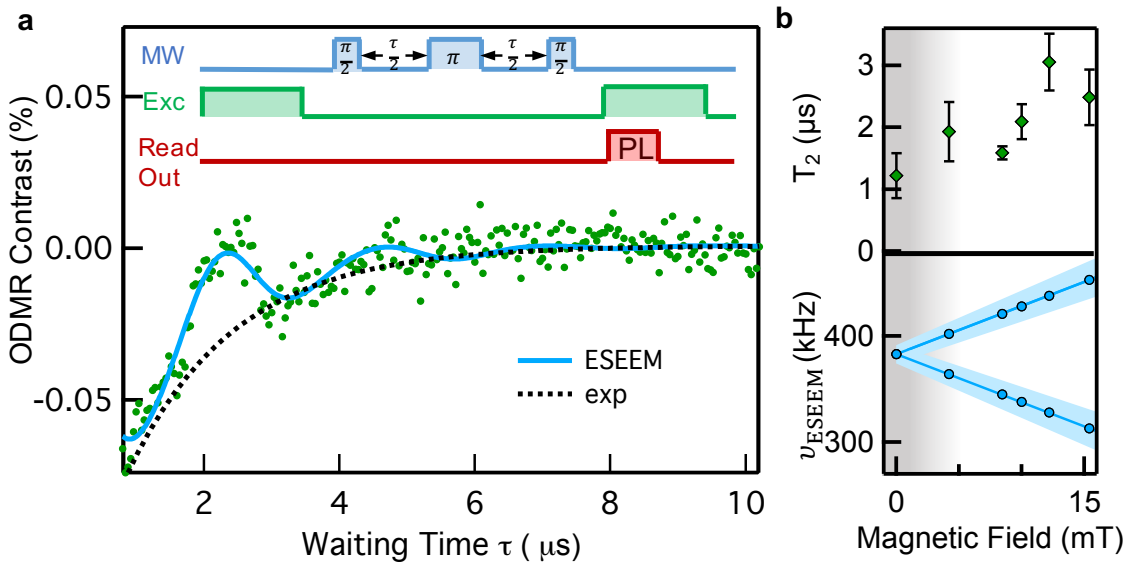 a
MW
π/2
τ/2
π
τ/2
π/2
Exc
Read
Out
PL
ODMR Contrast (%)
0.05
0.00
-0.05
ESEEM
exp
2 4 6 8 10
Waiting Time τ ( μs)
b
T2 (μs)
3
2
1
0
νESEEM (kHz)
400
300
0 15
Magnetic Field (mT)